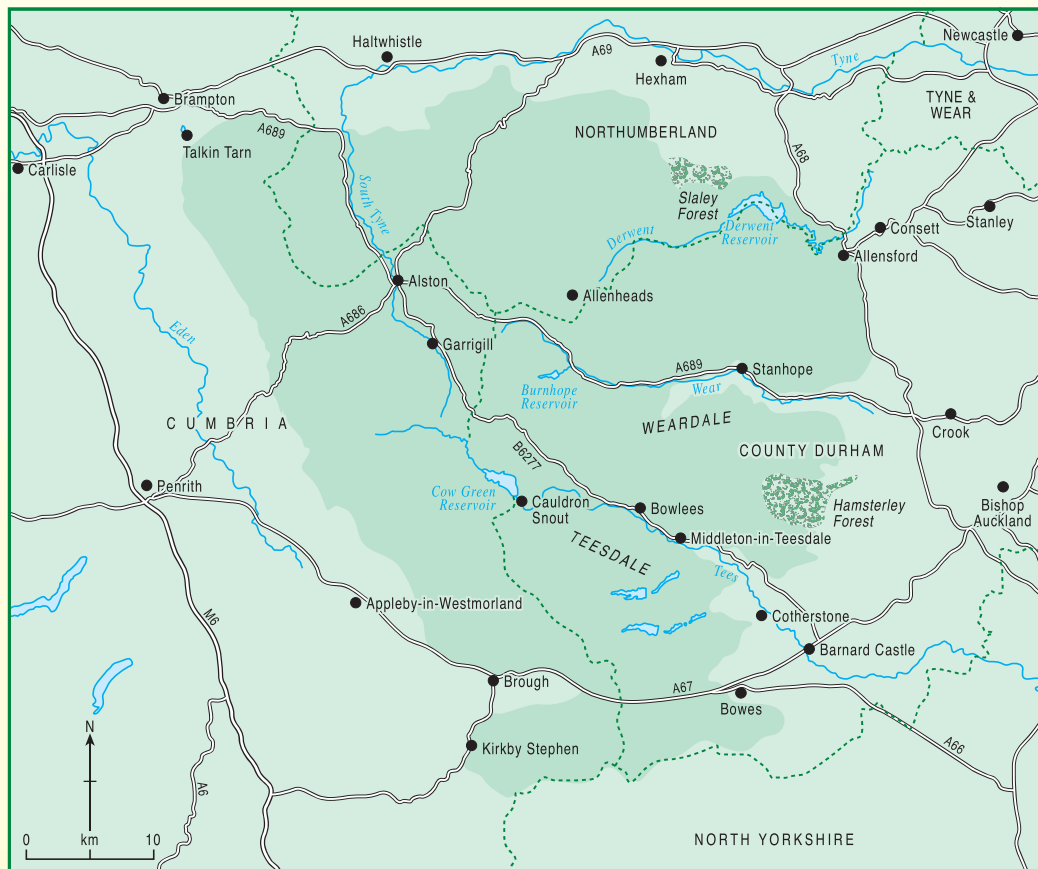 Newcastle
Haltwhistle
A69
Tyne
Hexham
TYNE &
WEAR
Brampton
A689
NORTHUMBERLAND
Talkin Tarn
A68
Carlisle
South Tyne
Slaley
Forest
Stanley
Consett
Derwent
Derwent
Reservoir
Allensford
Alston
Allenheads
A686
Eden
Garrigill
A689
Stanhope
Burnhope
Reservoir
Wear
CUMBRIA
WEARDALE
Crook
B6277
COUNTY DURHAM
Penrith
Cow Green
Reservoir
Cauldron
Snout
Bowlees
Hamsterley
Forest
Bishop
Auckland
TEESDALE
Middleton-in-Teesdale
Tees
Appleby-in-Westmorland
Cotherstone
M6
Barnard Castle
Brough
A67
Bowes
N
Kirkby Stephen
A66
A6
0 km 10
NORTH YORKSHIRE